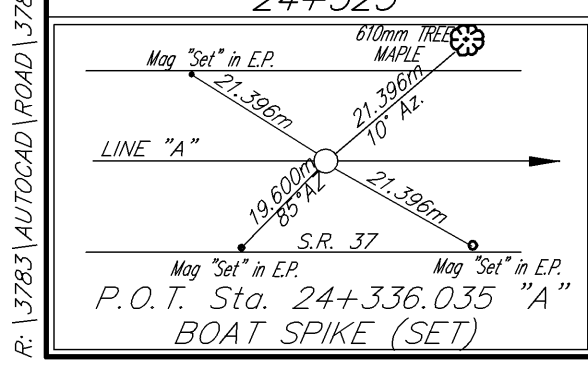 24+525
610mm TREE
MAPLE
Mag "Set" in E.P.
21.396m
21.396m
10° Az.
LINE "A"
19.600m
85°AZ
21.396m
S.R. 37
Mag "Set" in E.P.
Mag "Set" in E.P.
P.O.T. Sta. 24+336.035 "A"
BOAT SPIKE (SET)
R:\3783\AUTOCAD\ROAD\378